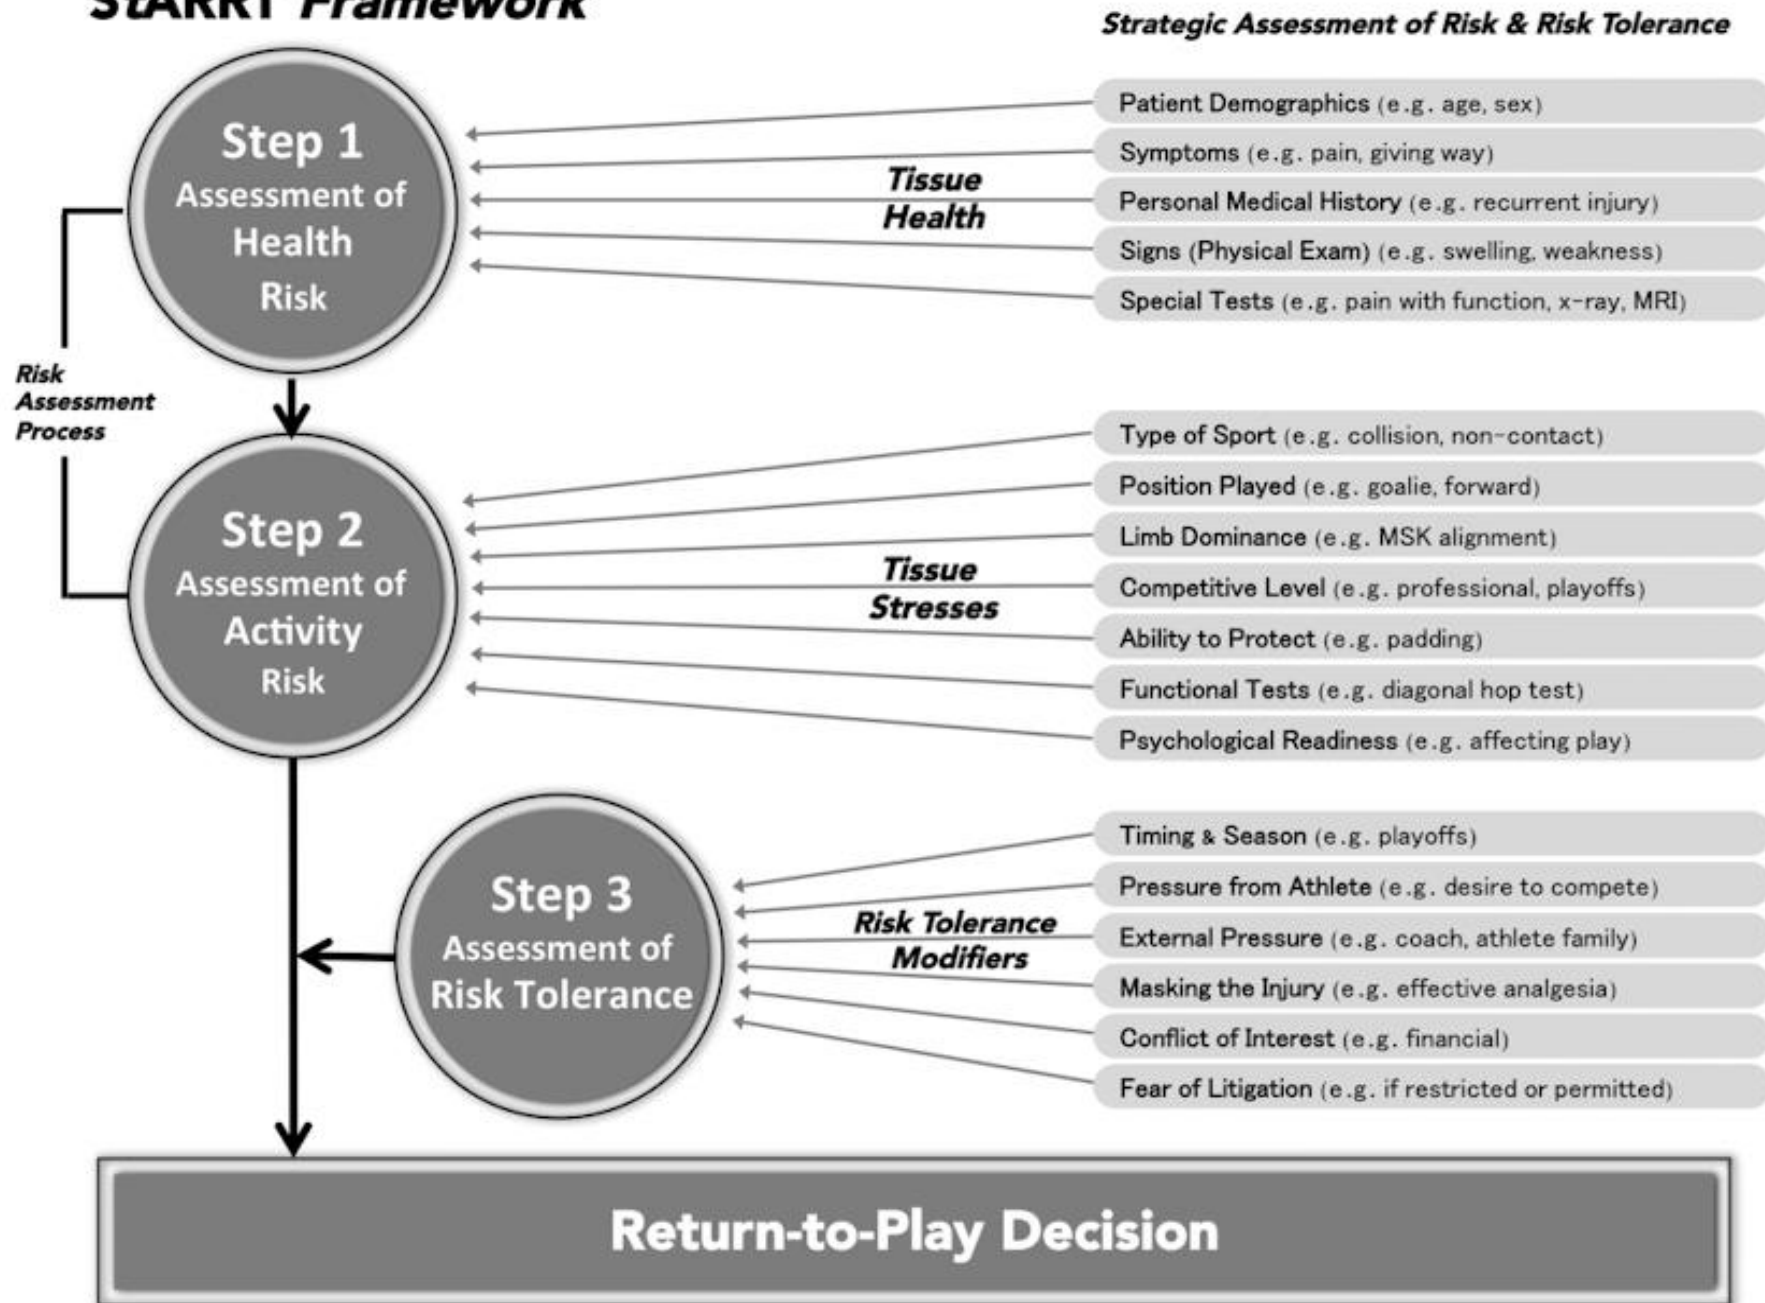 StARRT Framework
Strategic Assessment of Risk & Risk Tolerance
Step 1
Assessment of
Health
Risk
Tissue
Health
Patient Demographics (e.g. age, sex)
Symptoms (e.g. pain, giving way)
Personal Medical History (e.g. recurrent injury)
Signs (Physical Exam) (e.g. swelling, weakness)
Special Tests (e.g. pain with function, x-ray, MRI)
Risk
Assessment
Process
Step 2
Assessment of
Activity
Risk
Tissue
Stresses
Type of Sport (e.g. collision, non-contact)
Position Played (e.g. goalie, forward)
Limb Dominance (e.g. MSK alignment)
Competitive Level (e.g. professional, playoffs)
Ability to Protect (e.g. padding)
Functional Tests (e.g. diagonal hop test)
Psychological Readiness (e.g. affecting play)
Step 3
Assessment of
Risk Tolerance
Risk Tolerance
Modifiers
Timing & Season (e.g. playoffs)
Pressure from Athlete (e.g. desire to compete)
External Pressure (e.g. coach, athlete family)
Masking the Injury (e.g. effective analgesia)
Conflict of Interest (e.g. financial)
Fear of Litigation (e.g. if restricted or permitted)
Return-to-Play Decision